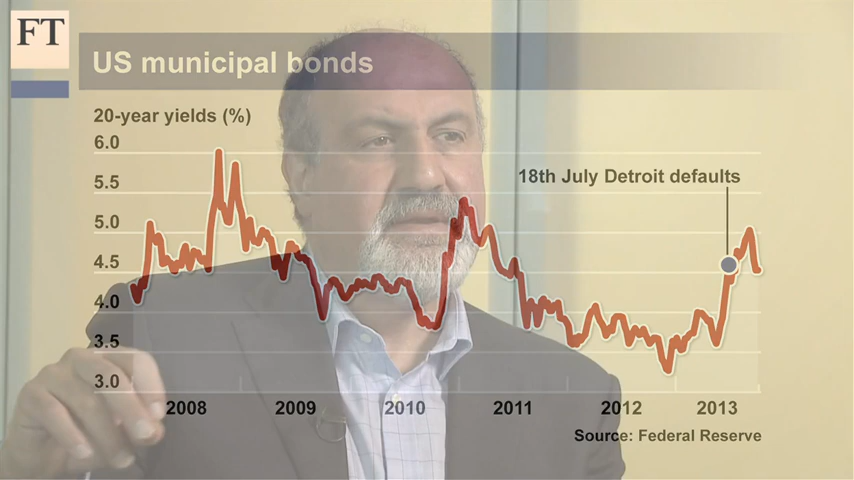 FT
US municipal bonds
20-year yields (%)
6.0
18th July Detroit defaults
5.5
5.0
4.5
4.0
3.5
3.0
2008 2009 2010 2011 2012 2013
Source: Federal Reserve